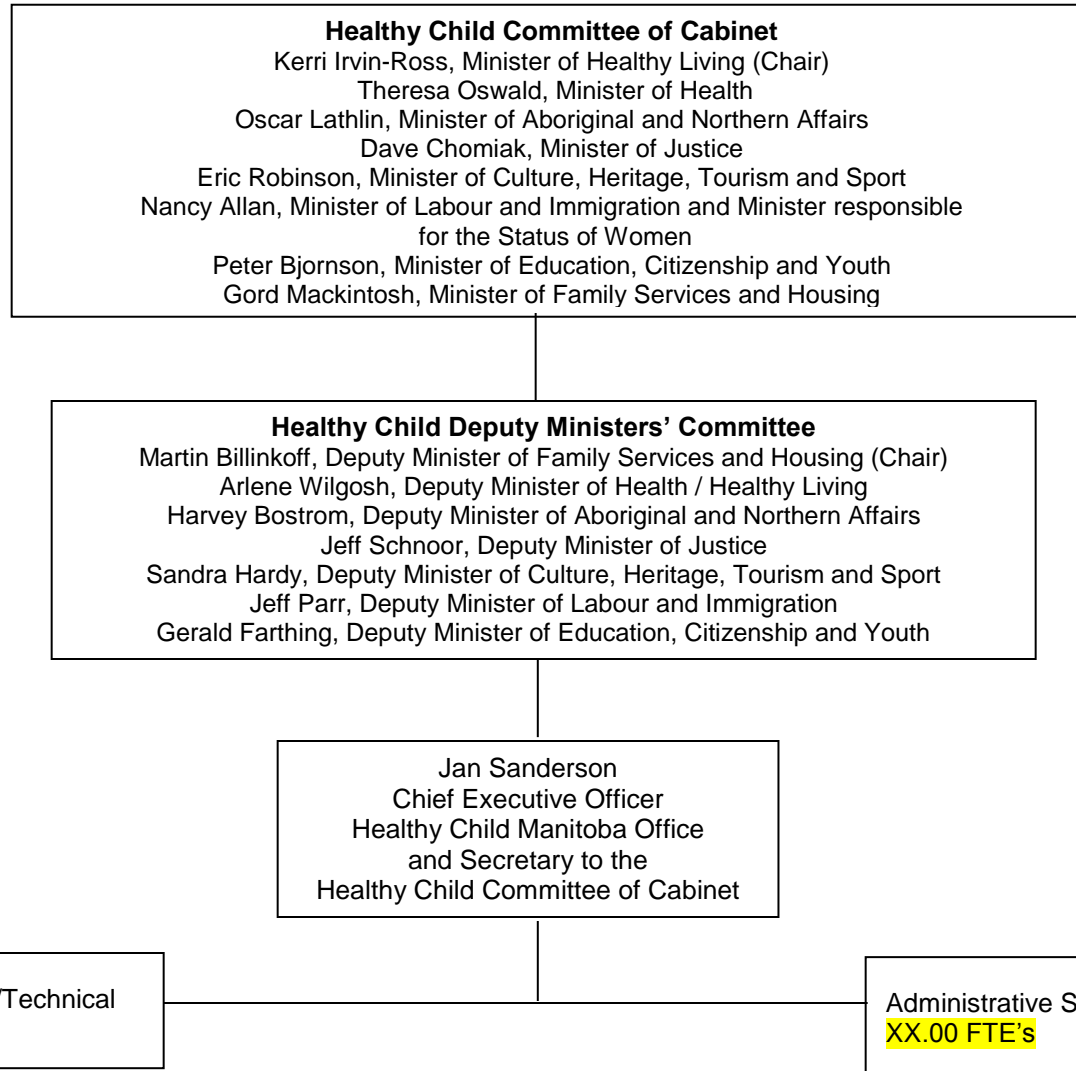 Healthy Child Committee of Cabinet
Kerri Irvin-Ross, Minister of Healthy Living (Chair)
Theresa Oswald, Minister of Health
Oscar Lathlin, Minister of Aboriginal and Northern Affairs
Dave Chomiak, Minister of Justice
Eric Robinson, Minister of Culture, Heritage, Tourism and Sport
Nancy Allan, Minister of Labour and Immigration and Minister responsible
for the Status of Women
Peter Bjornson, Minister of Education, Citizenship and Youth
Gord Mackintosh, Minister of Family Services and Housing
Healthy Child Deputy Ministers’ Committee
Martin Billinkoff, Deputy Minister of Family Services and Housing (Chair)
Arlene Wilgosh, Deputy Minister of Health / Healthy Living
Harvey Bostrom, Deputy Minister of Aboriginal and Northern Affairs
Jeff Schnoor, Deputy Minister of Justice
Sandra Hardy, Deputy Minister of Culture, Heritage, Tourism and Sport
Jeff Parr, Deputy Minister of Labour and Immigration
Gerald Farthing, Deputy Minister of Education, Citizenship and Youth
Jan Sanderson
Chief Executive Officer
Healthy Child Manitoba Office
and Secretary to the
Healthy Child Committee of Cabinet
/Technical
Administrative S
XX.00 FTE’s